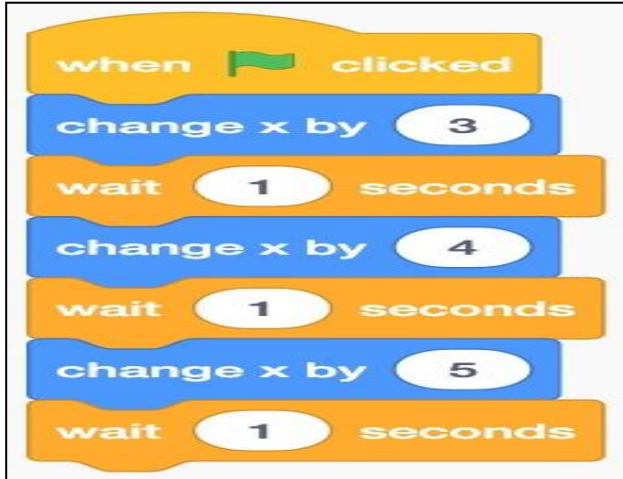 when clicked
change x by 3
wait 1 seconds
change x by 4
wait 1 seconds
change x by 5
wait 1 seconds